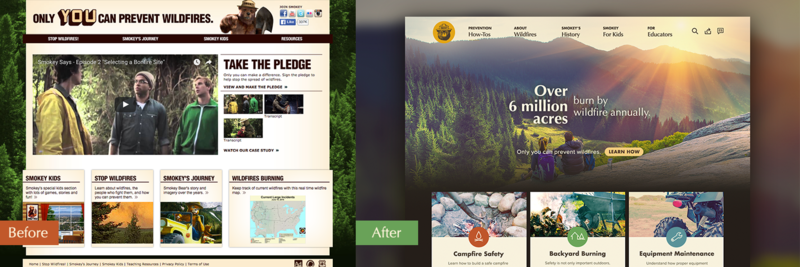 ONLY YOU CAN PREVENT WILDFIRES.
Like
STOP WILDFIRES!
SMOKEY'S JOURNEY
SMOKEY KIDS
RESOURCES
Smokey Says - Episode 2 "Selecting a Bonfire Site"
TAKE THE PLEDGE
Only you can make a difference. Sign the pledge to
help stop the spread of wildfires.
VIEW AND MAKE THE PLEDGE
Transcript
Transcript
WATCH OUR CASE STUDY
SMOKEY KIDS
Smokey's special kids section
with lots of games, stories and
fun!
STOP WILDFIRES
Learn about wildfires, the
people who fight them, and how
you can prevent them.
SMOKEY'S JOURNEY
Smokey Bear's story and
imagery over the years.
WILDFIRES BURNING
Keep track of current wildfires with this real time wildfire
map.
Before
Home | Stop Wildfires! | Smokey's Journey | Smokey Kids | Teaching Resources | Privacy Policy | Terms of Use
PREVENTION
How-Tos
ABOUT
Wildfires
SMOKEY'S
History
SMOKEY
For Kids
FOR
Educators
Over
6 million
acres
burn by
wildfire annually.
Only you can prevent wildfires.
LEARN HOW
After
Campfire Safety
Learn how to build a safe campfire
Backyard Burning
Safety is not only important outdoors,
Equipment Maintenance
Understand how proper equipment